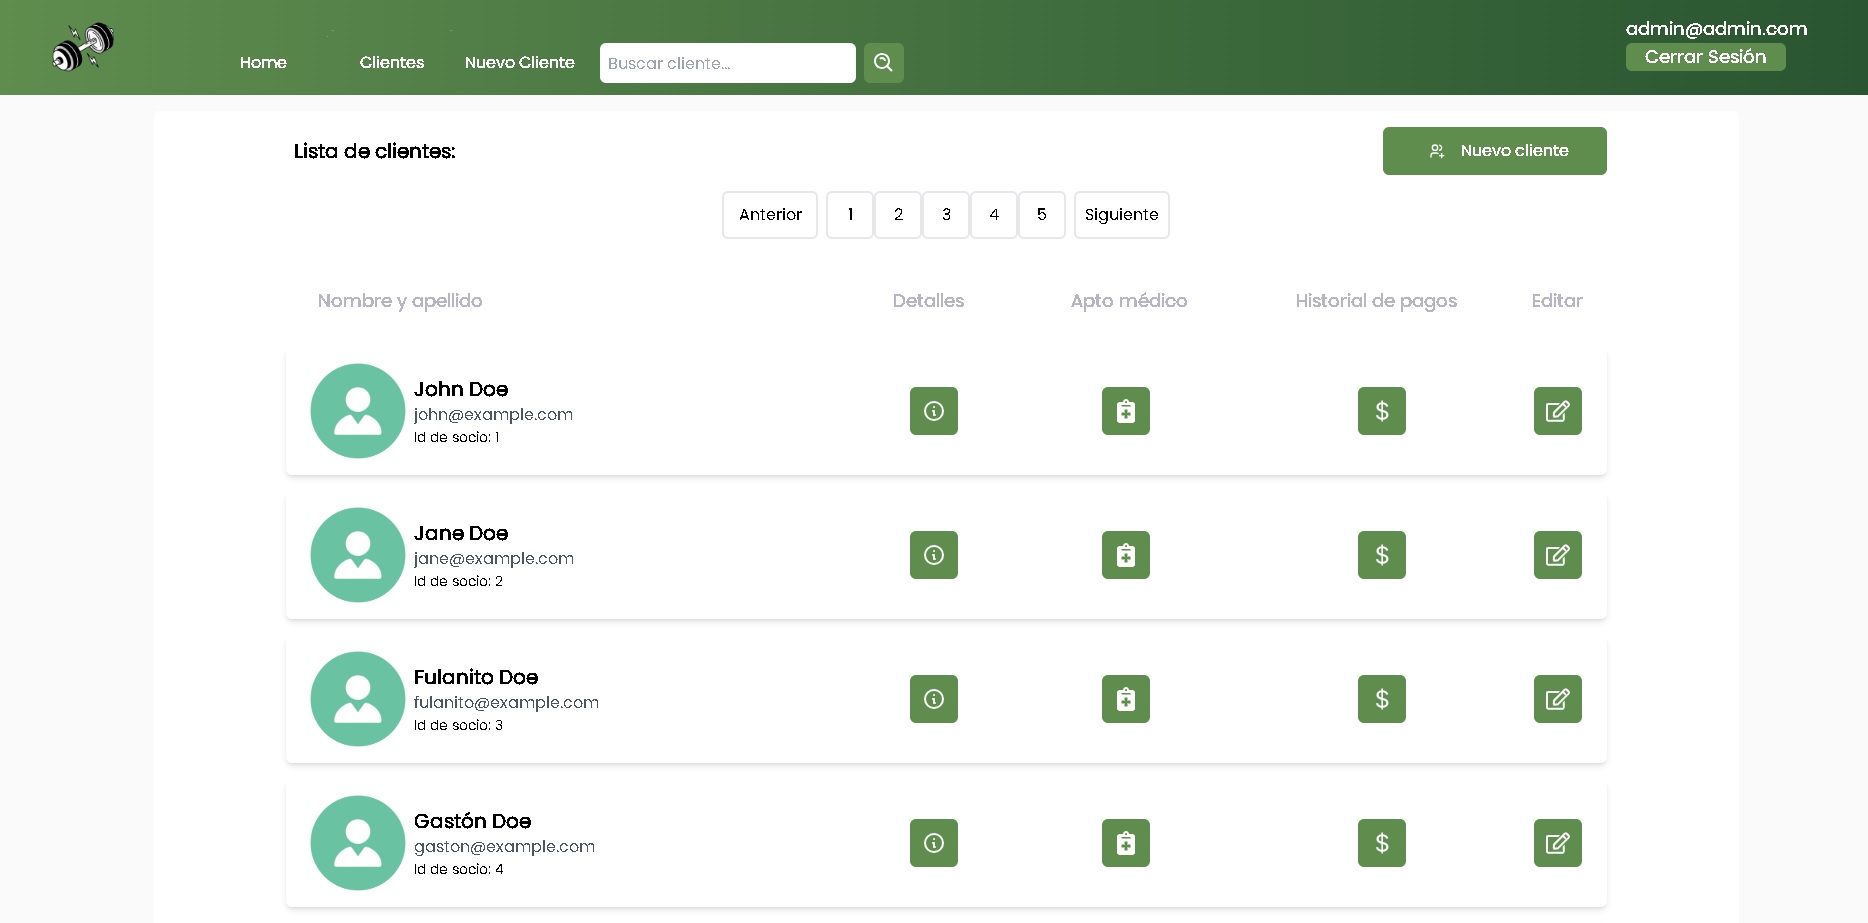 admin@admin.com
Home Clientes Nuevo Cliente Buscar cliente... Cerrar Sesión
Lista de clientes: Nuevo cliente
Anterior 1 2 3 4 5 Siguiente
Nombre y apellido Detalles Apto médico Historial de pagos Editar
John Doe
john@example.com
Id de socio: 1
Jane Doe
jane@example.com
Id de socio: 2
Fulanito Doe
fulanito@example.com
Id de socio: 3
Gastón Doe
gaston@example.com
Id de socio: 4